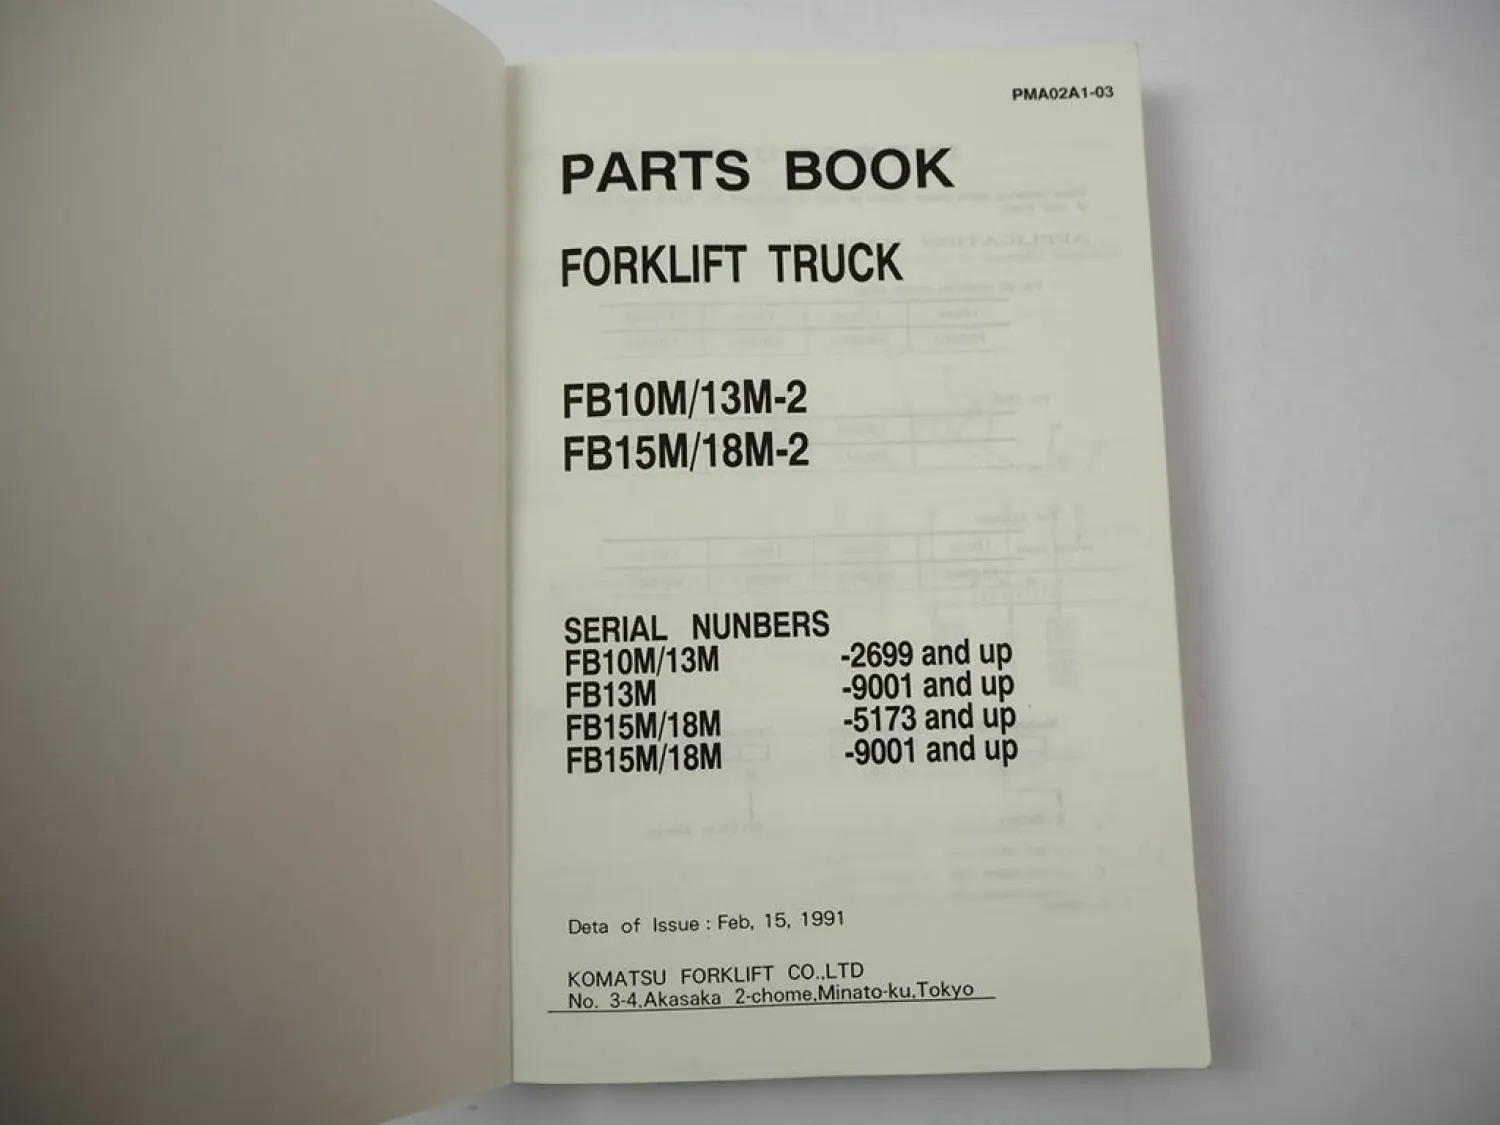 PMA02A1-03
PARTS BOOK
FORKLIFT TRUCK
FB10M/13M-2
FB15M/18M-2
SERIAL NUNBERS
FB10M/13M -2699 and up
FB13M -9001 and up
FB15M/18M -5173 and up
FB15M/18M -9001 and up
Deta of Issue : Feb, 15, 1991
KOMATSU FORKLIFT CO.,LTD
No. 3-4,Akasaka 2-chome,Minato-ku,Tokyo